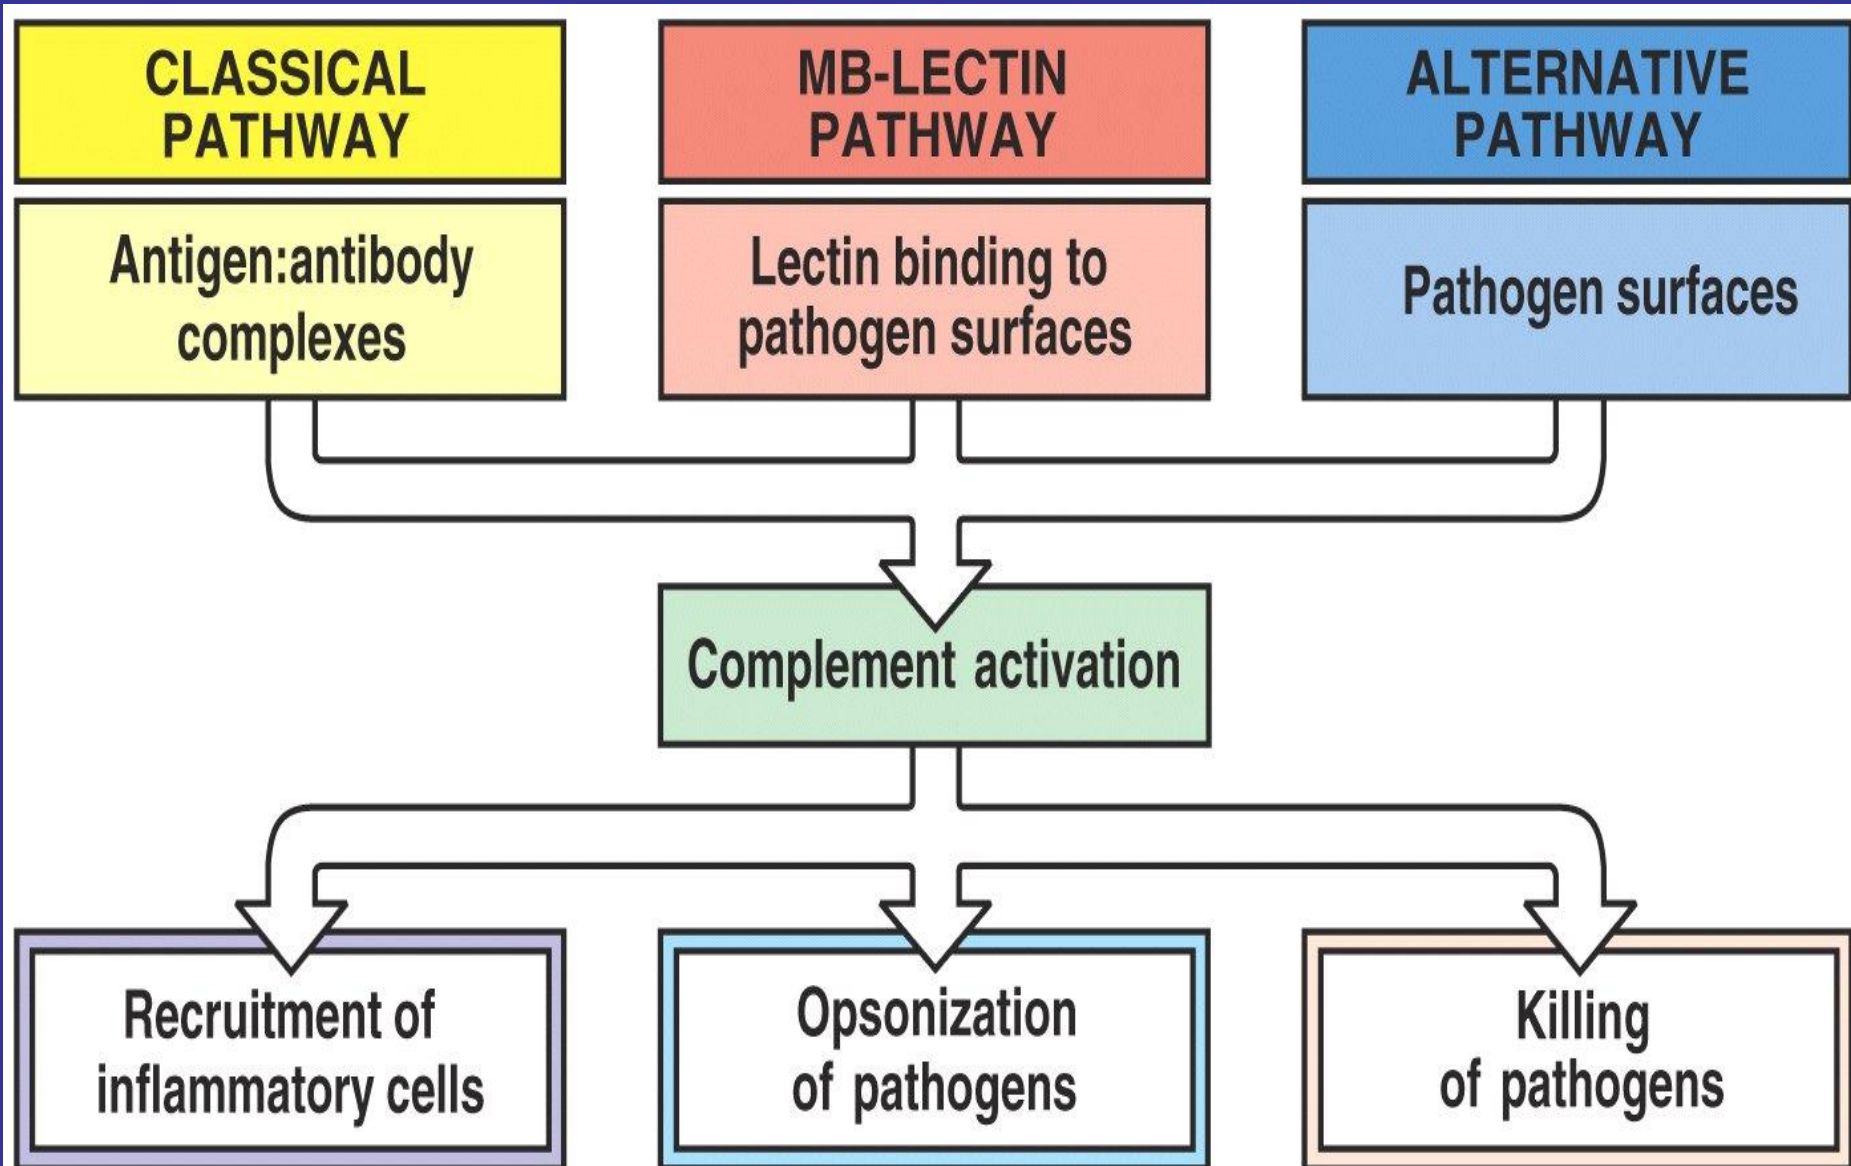 CLASSICAL
PATHWAY
Antigen:antibody
complexes
MB-LECTIN
PATHWAY
Lectin binding to
pathogen surfaces
ALTERNATIVE
PATHWAY
Pathogen surfaces
Complement activation
Recruitment of
inflammatory cells
Opsonization
of pathogens
Killing
of pathogens